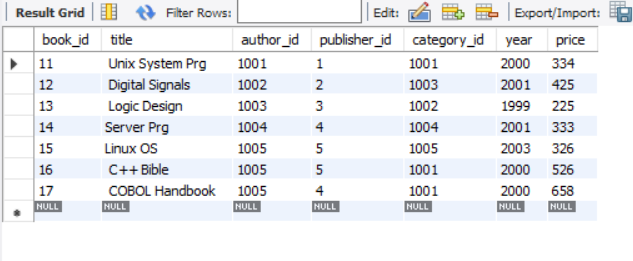 Result Grid Filter Rows: Edit: Export/Import:
book_id title author_id publisher_id category_id year price
11 Unix System Prg 1001 1 1001 2000 334
12 Digital Signals 1002 2 1003 2001 425
13 Logic Design 1003 3 1002 1999 225
14 Server Prg 1004 4 1004 2001 333
15 Linux OS 1005 5 1005 2003 326
16 C++ Bible 1005 5 1001 2000 526
17 COBOL Handbook 1005 4 1001 2000 658
NULL NULL NULL NULL NULL NULL NULL